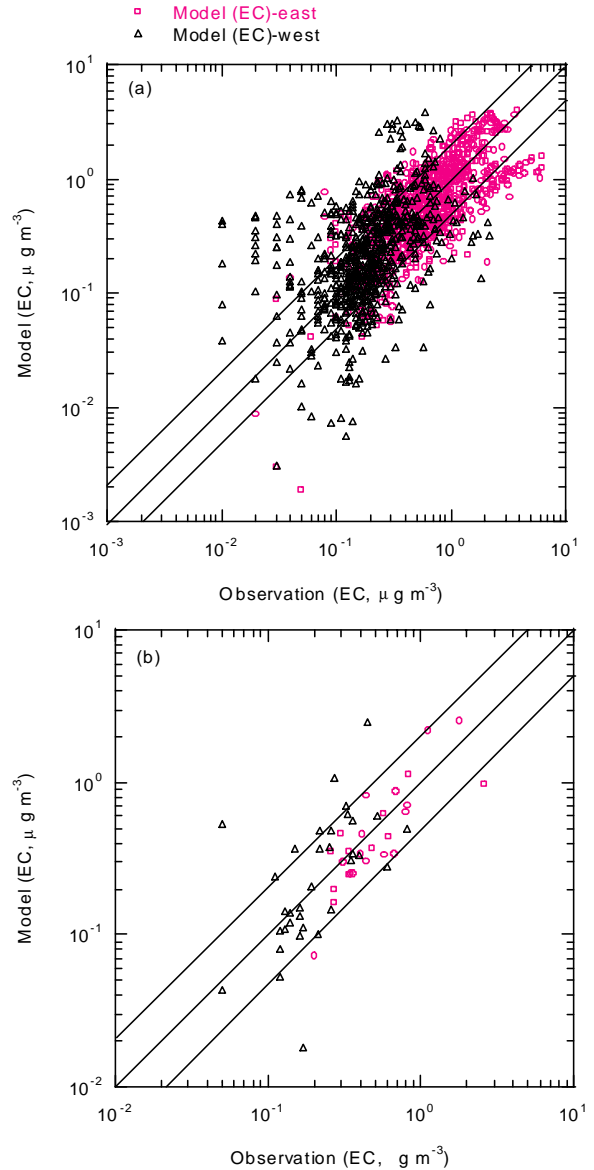 Model (EC)-east
Model (EC)-west
(a)
10^1
10^0
10^-1
10^-2
10^-3
Model (EC, μ g m^-3)
10^-3 10^-2 10^-1 10^0 10^1
Observation (EC, μ g m^-3)
(b)
10^1
10^0
10^-1
10^-2
Model (EC, μ g m^-3)
10^-2 10^-1 10^0 10^1
Observation (EC, g m^-3)